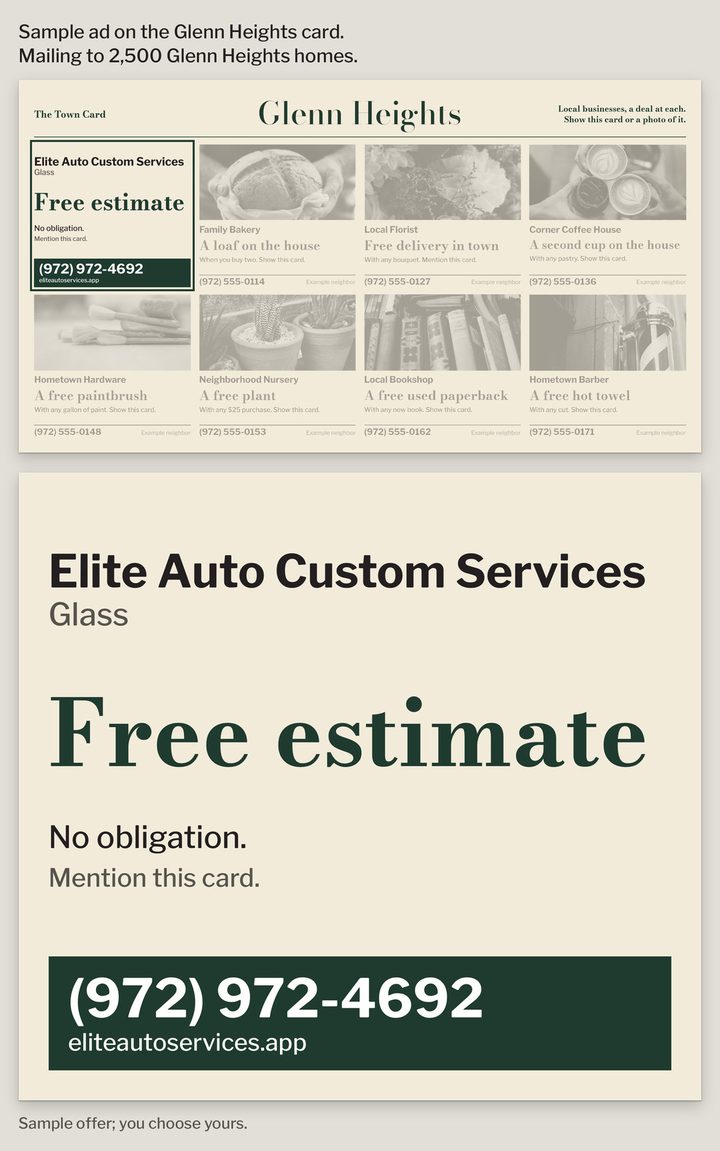 Sample ad on the Glenn Heights card.
Mailing to 2,500 Glenn Heights homes.
The Town Card
Glenn Heights
Local businesses, a deal at each.
Show this card or a photo of it.
Elite Auto Custom Services
Glass
Free estimate
No obligation.
Mention this card.
(972) 972-4692
eliteautoservices.app
Family Bakery
A loaf on the house
When you buy two. Show this card.
(972) 555-0114
Example neighbor
Local Florist
Free delivery in town
With any bouquet. Mention this card.
(972) 555-0127
Example neighbor
Corner Coffee House
A second cup on the house
With any pastry. Show this card.
(972) 555-0136
Example neighbor
Hometown Hardware
A free paintbrush
With any gallon of paint. Show this card.
(972) 555-0148
Example neighbor
Neighborhood Nursery
A free plant
With any $25 purchase. Show this card.
(972) 555-0153
Example neighbor
Local Bookshop
A free used paperback
With any new book. Show this card.
(972) 555-0162
Example neighbor
Hometown Barber
A free hot towel
With any cut. Show this card.
(972) 555-0171
Example neighbor
Elite Auto Custom Services
Glass
Free estimate
No obligation.
Mention this card.
(972) 972-4692
eliteautoservices.app
Sample offer; you choose yours.